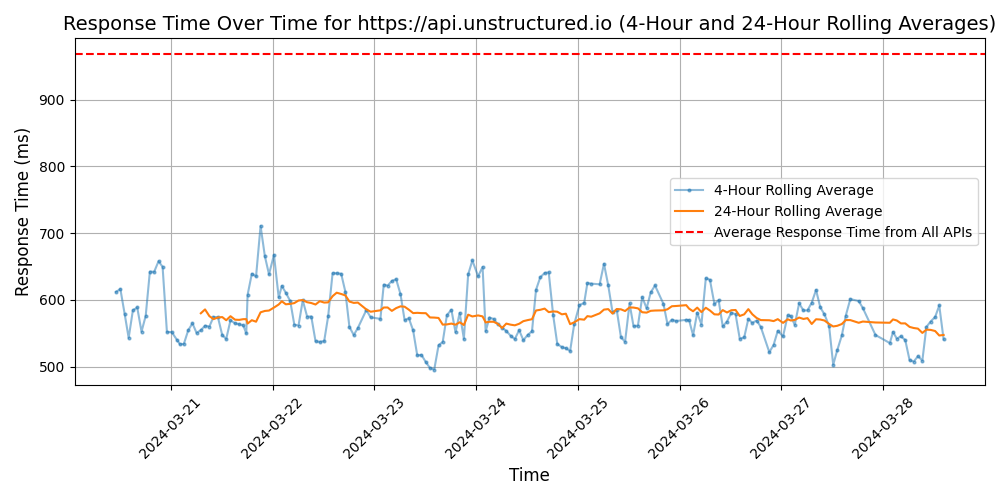 Response Time Over Time for https://api.unstructured.io (4-Hour and 24-Hour Rolling Averages)
Response Time (ms)
900
800
700
600
500
4-Hour Rolling Average
24-Hour Rolling Average
Average Response Time from All APIs
2024-03-21
2024-03-22
2024-03-23
2024-03-24
2024-03-25
2024-03-26
2024-03-27
2024-03-28
Time